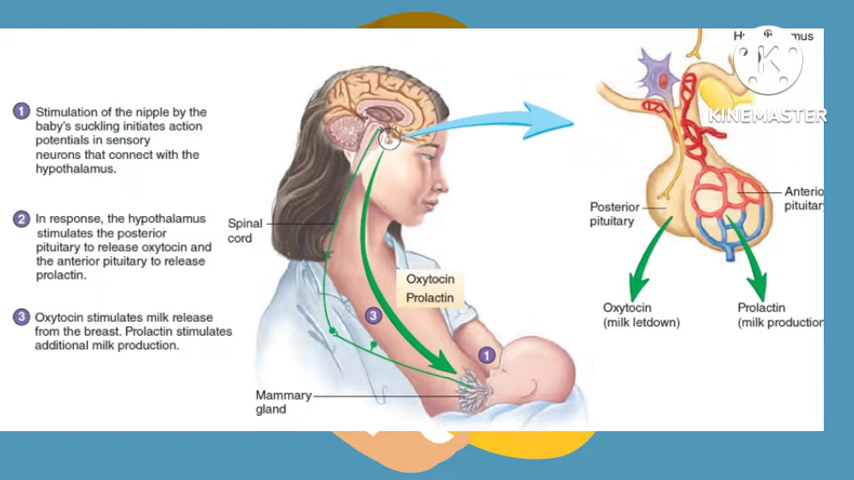 1 Stimulation of the nipple by the
baby's suckling initiates action
potentials in sensory
neurons that connect with the
hypothalamus.
2 In response, the hypothalamus
stimulates the posterior
pituitary to release oxytocin and
the anterior pituitary to release
prolactin.
3 Oxytocin stimulates milk release
from the breast. Prolactin stimulates
additional milk production.
Spinal
cord
Oxytocin
Prolactin
3
1
Mammary
gland
K
KINEMASTER
Posterior
pituitary
Anterio
pituitary
Oxytocin
(milk letdown)
Prolactin
(milk production